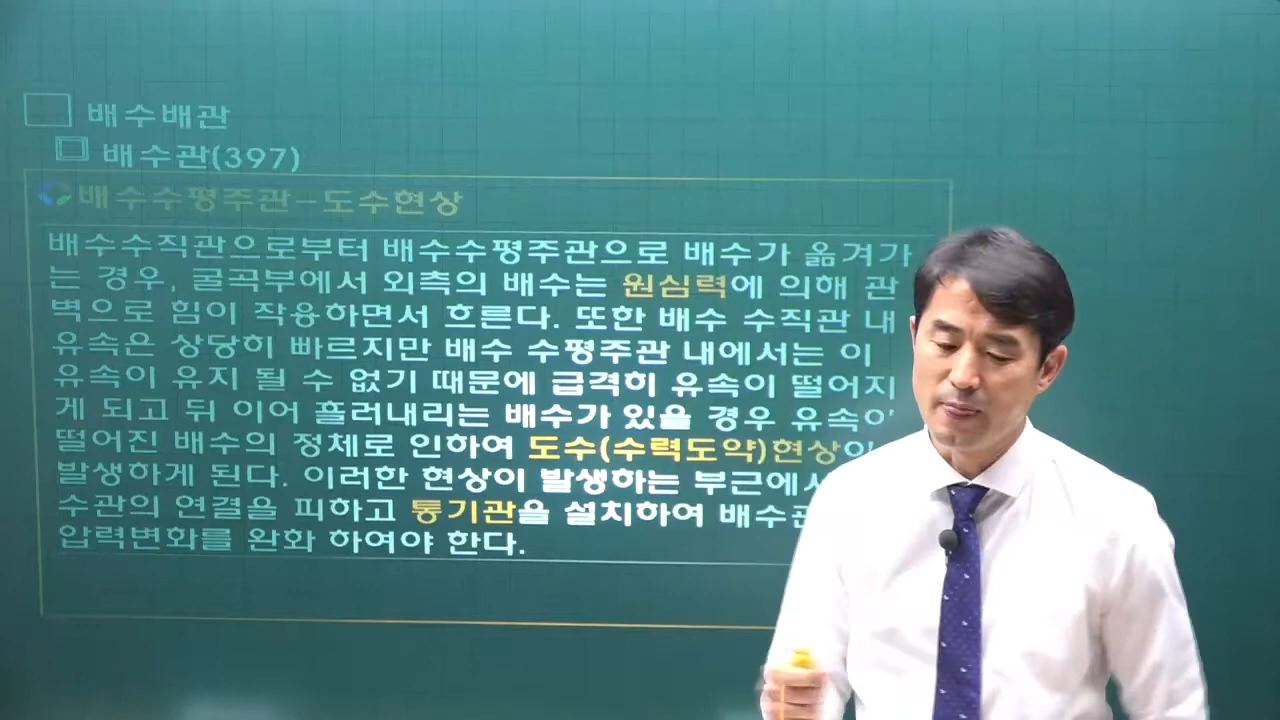 배수배관
배수관(397)
배수수평주관-도수현상
배수수직관으로부터 배수수평주관으로 배수가 옮겨가
는 경우, 굴곡부에서 외측의 배수는 원심력에 의해 관
벽으로 힘이 작용하면서 흐른다. 또한 배수 수직관 내
유속은 상당히 빠르지만 배수 수평주관 내에서는 이
유속이 유지 될 수 없기 때문에 급격히 유속이 떨어지
게 되고 뒤 이어 흘러내리는 배수가 있을 경우 유속이
떨어진 배수의 정체로 인하여 도수(수력도약)현상이
발생하게 된다. 이러한 현상이 발생하는 부근에서
수관의 연결을 피하고 통기관을 설치하여 배수관
압력변화를 완화 하여야 한다.